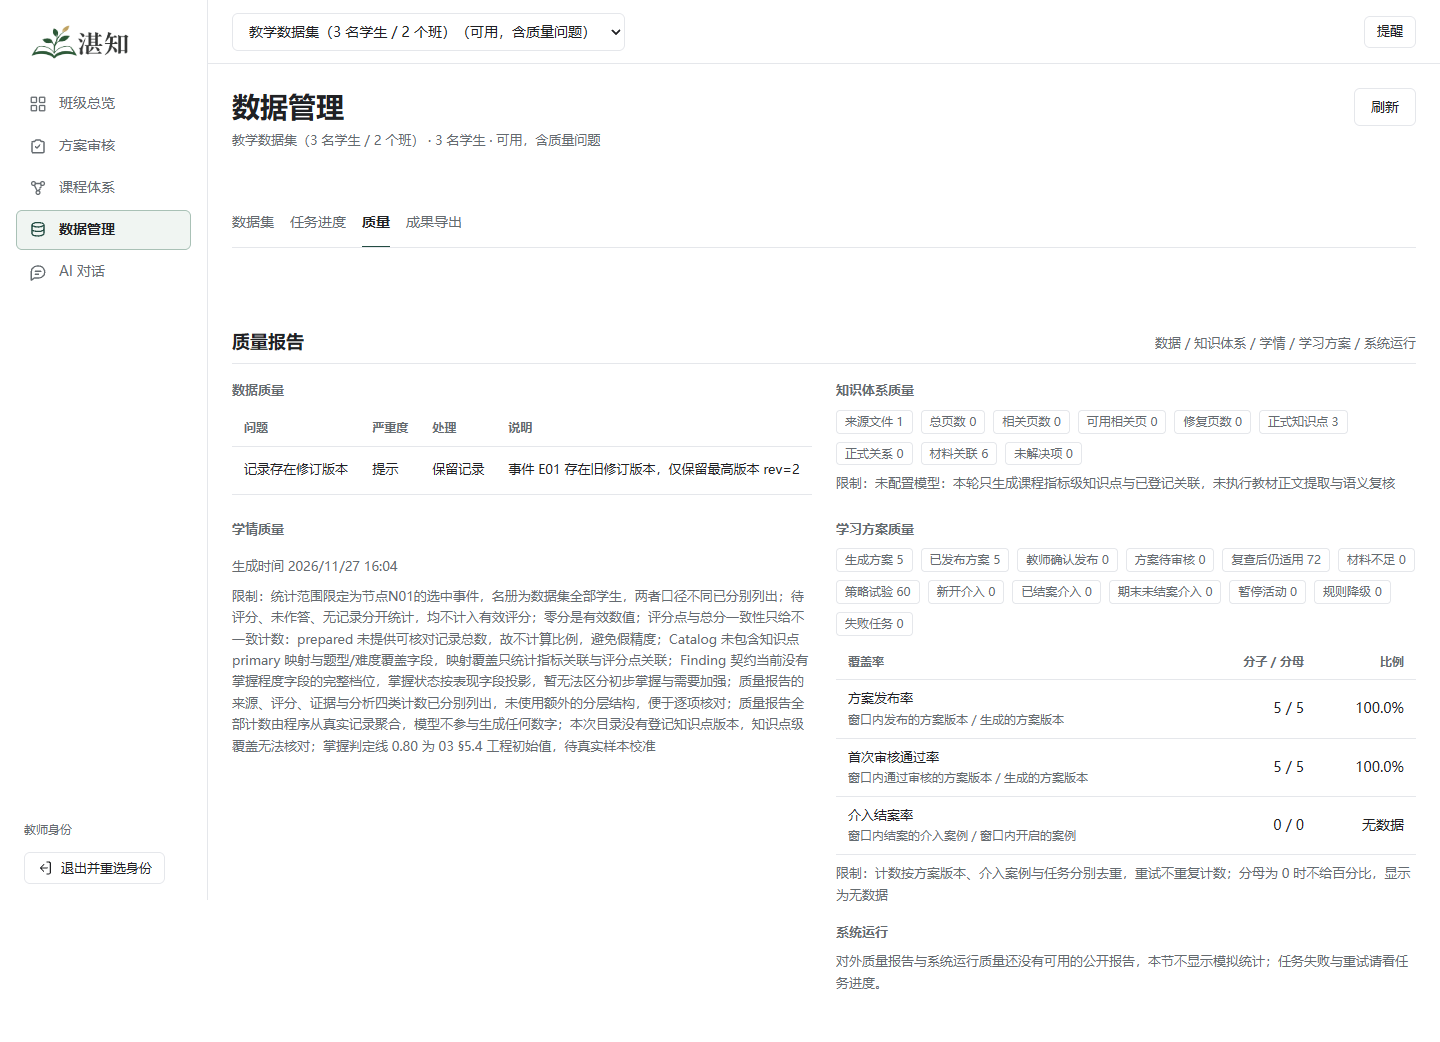 湛知
教学数据集（3 名学生 / 2 个班）（可用，含质量问题）
提醒
班级总览
方案审核
课程体系
数据管理
AI 对话
教师身份
退出并重选身份
数据管理
刷新
教学数据集（3 名学生 / 2 个班） · 3 名学生 · 可用，含质量问题
数据集 任务进度 质量 成果导出
质量报告
数据 / 知识体系 / 学情 / 学习方案 / 系统运行
数据质量
问题 严重度 处理 说明
记录存在修订版本 提示 保留记录 事件 E01 存在旧修订版本，仅保留最高版本 rev=2
学情质量
生成时间 2026/11/27 16:04
限制：统计范围限定为节点N01的选中事件，名册为数据集全部学生，两者口径不同已分别列出；待
评分、未作答、无记录分开统计，均不计入有效评分；零分是有效数值；评分点与总分一致性只给不
一致计数：prepared 未提供可核对记录总数，故不计算比例，避免假精度；Catalog 未包含知识点
primary 映射与题型/难度覆盖字段，映射覆盖只统计指标关联与评分点关联；Finding 契约当前没有
掌握程度字段的完整档位，掌握状态按表现字段投影，暂无法区分初步掌握与需要加强；质量报告的
来源、评分、证据与分析四类计数已分别列出，未使用额外的分层结构，便于逐项核对；质量报告全
部计数由程序从真实记录聚合，模型不参与生成任何数字；本次目录没有登记知识点版本，知识点级
覆盖无法核对；掌握判定线 0.80 为 03 §5.4 工程初始值，待真实样本校准
知识体系质量
来源文件 1 总页数 0 相关页数 0 可用相关页 0 修复页数 0 正式知识点 3
正式关系 0 材料关联 6 未解决项 0
限制：未配置模型：本轮只生成课程指标级知识点与已登记关联，未执行教材正文提取与语义复核
学习方案质量
生成方案 5 已发布方案 5 教师确认发布 0 方案待审核 0 复查后仍适用 72 材料不足 0
策略试验 60 新开介入 0 已结案介入 0 期末未结案介入 0 暂停活动 0 规则降级 0
失败任务 0
覆盖率 分子 / 分母 比例
方案发布率
窗口内发布的方案版本 / 生成的方案版本
5 / 5 100.0%
首次审核通过率
窗口内通过审核的方案版本 / 生成的方案版本
5 / 5 100.0%
介入结案率
窗口内结案的介入案例 / 窗口内开启的案例
0 / 0 无数据
限制：计数按方案版本、介入案例与任务分别去重，重试不重复计数；分母为 0 时不给百分比，显示
为无数据
系统运行
对外质量报告与系统运行质量还没有可用的公开报告，本节不显示模拟统计；任务失败与重试请看任
务进度。